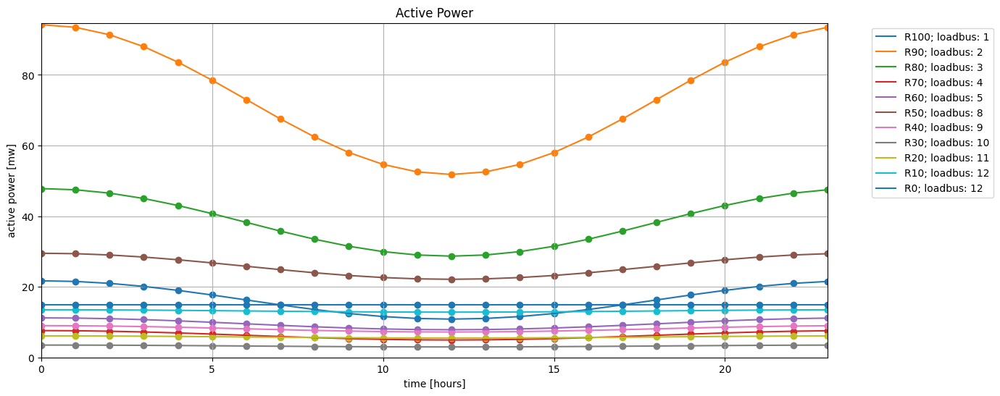 Active Power
active power [mw]
80
60
40
20
0
0
5
10
15
20
time [hours]
R100; loadbus: 1
R90; loadbus: 2
R80; loadbus: 3
R70; loadbus: 4
R60; loadbus: 5
R50; loadbus: 8
R40; loadbus: 9
R30; loadbus: 10
R20; loadbus: 11
R10; loadbus: 12
R0; loadbus: 12